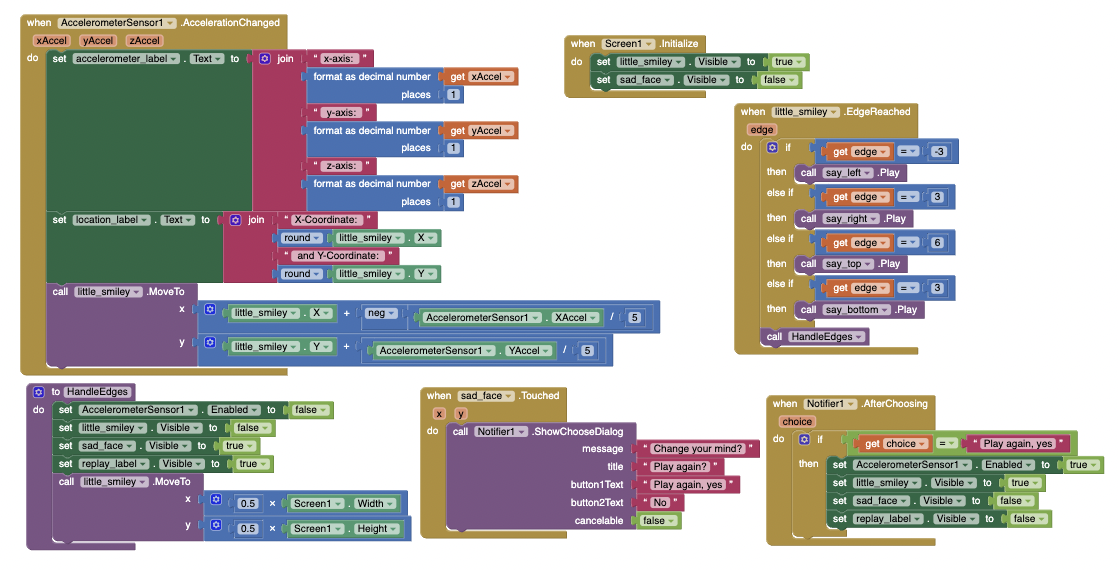 when AccelerometerSensor1 .AccelerationChanged
xAccel yAccel zAccel
do set accelerometer_label . Text to join " x-axis: "
format as decimal number get xAccel
places 1
" y-axis: "
format as decimal number get yAccel
places 1
" z-axis: "
format as decimal number get zAccel
places 1
set location_label . Text to join " X-Coordinate: "
round little_smiley . X
" and Y-Coordinate: "
round little_smiley . Y
call little_smiley .MoveTo
x little_smiley . X + neg AccelerometerSensor1 . XAccel / 5
y little_smiley . Y + AccelerometerSensor1 . YAccel / 5
when Screen1 .Initialize
do set little_smiley . Visible to true
set sad_face . Visible to false
when little_smiley .EdgeReached
edge
do if get edge = -3
then call say_left .Play
else if get edge = 3
then call say_right .Play
else if get edge = 6
then call say_top .Play
else if get edge = 3
then call say_bottom .Play
call HandleEdges
to HandleEdges
do set AccelerometerSensor1 . Enabled to false
set little_smiley . Visible to false
set sad_face . Visible to true
set replay_label . Visible to true
call little_smiley .MoveTo
x 0.5 × Screen1 . Width
y 0.5 × Screen1 . Height
when sad_face .Touched
x y
do call Notifier1 .ShowChooseDialog
message " Change your mind? "
title " Play again? "
button1Text " Play again, yes "
button2Text " No "
cancelable false
when Notifier1 .AfterChoosing
choice
do if get choice = " Play again, yes "
then set AccelerometerSensor1 . Enabled to true
set little_smiley . Visible to true
set sad_face . Visible to false
set replay_label . Visible to false